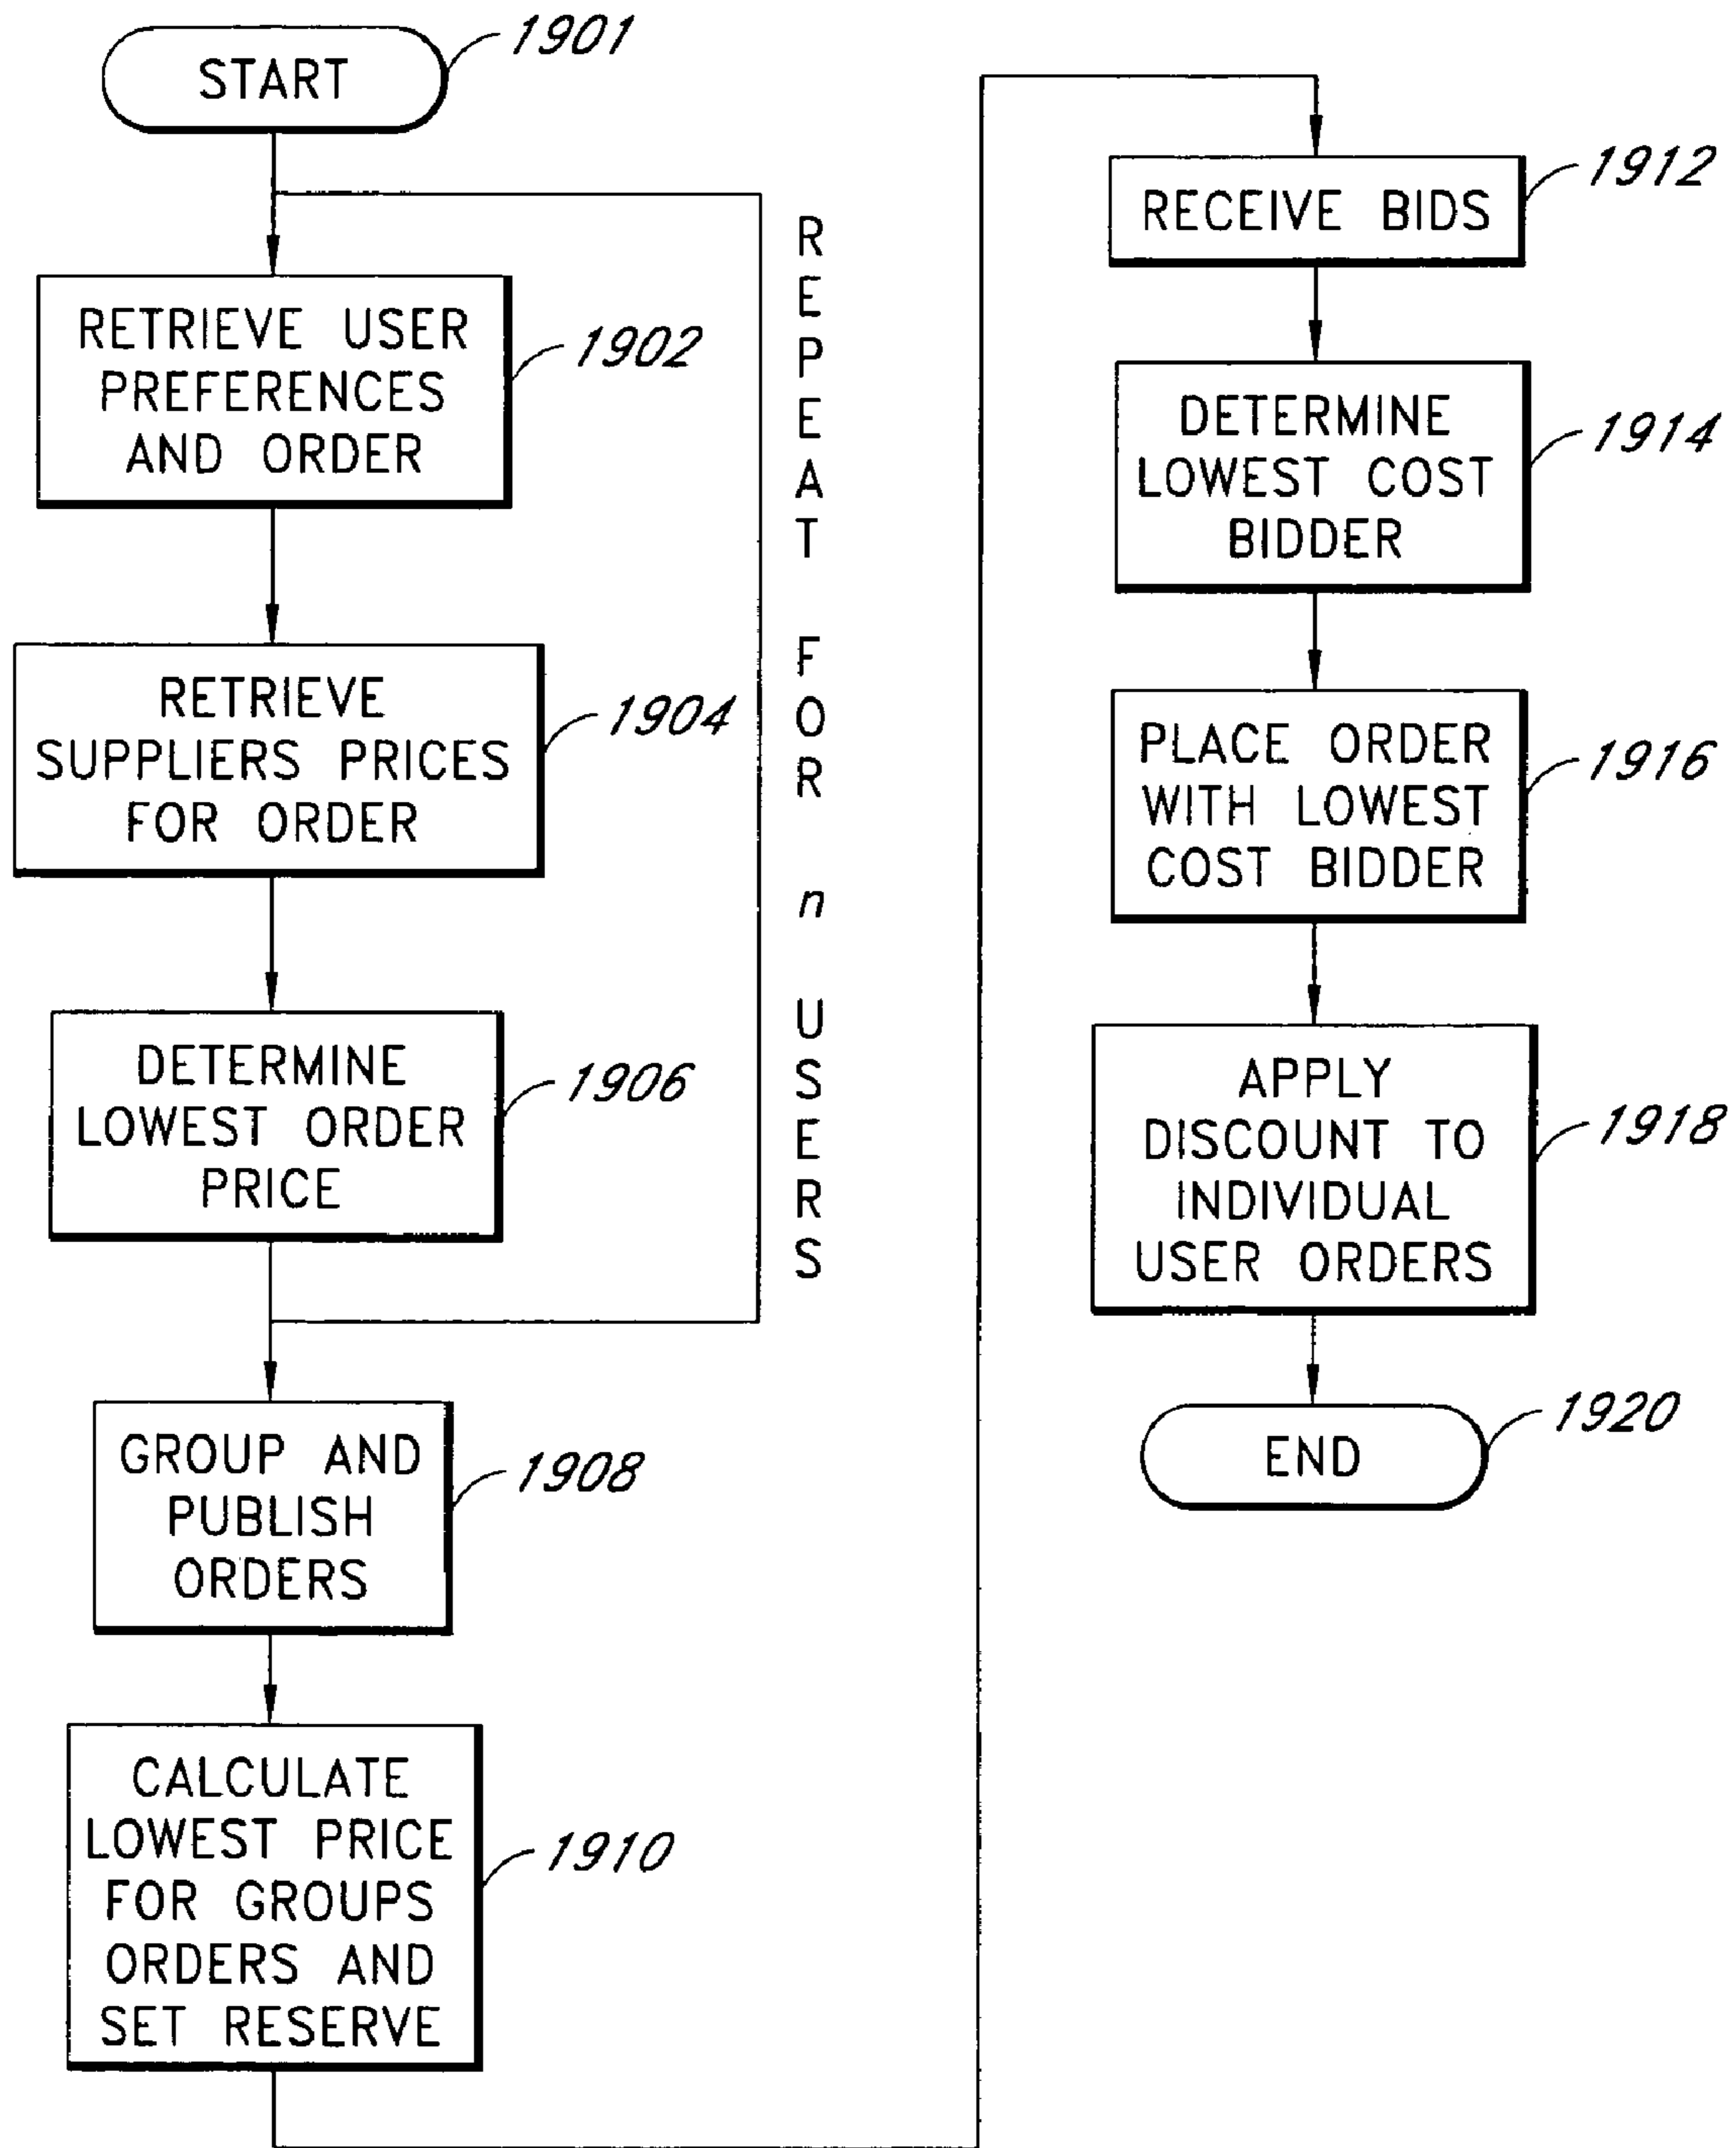 START
1901
RETRIEVE USER
PREFERENCES
AND ORDER
1902
RETRIEVE
SUPPLIERS PRICES
FOR ORDER
1904
DETERMINE
LOWEST ORDER
PRICE
1906
REPEAT FOR n USERS
GROUP AND
PUBLISH
ORDERS
1908
CALCULATE
LOWEST PRICE
FOR GROUPS
ORDERS AND
SET RESERVE
1910
RECEIVE BIDS
1912
DETERMINE
LOWEST COST
BIDDER
1914
PLACE ORDER
WITH LOWEST
COST BIDDER
1916
APPLY
DISCOUNT TO
INDIVIDUAL
USER ORDERS
1918
END
1920